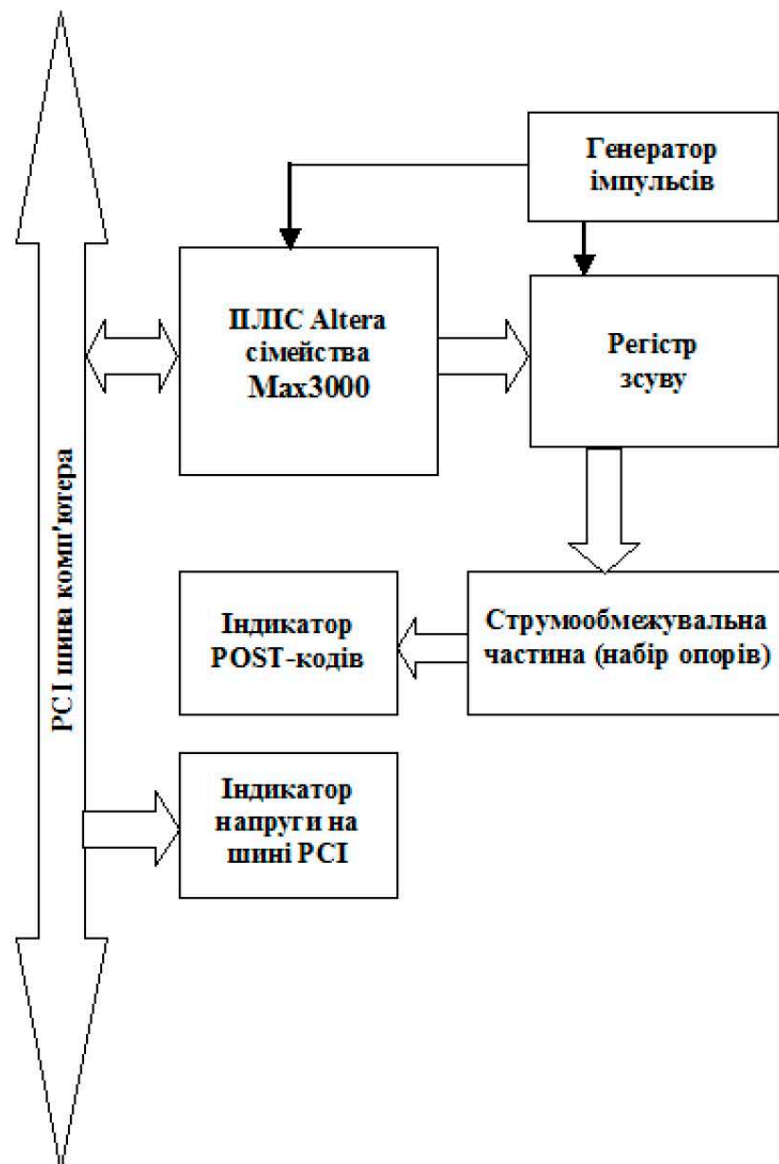 Генератор
імпульсів
ПЛІС Altera
сімейства
Max3000
Регістр
зсуву
PCI шина комп'ютера
Індикатор
POST-кодів
Струмообмежувальна
частина (набір опорів)
Індикатор
напруги на
шині PCI